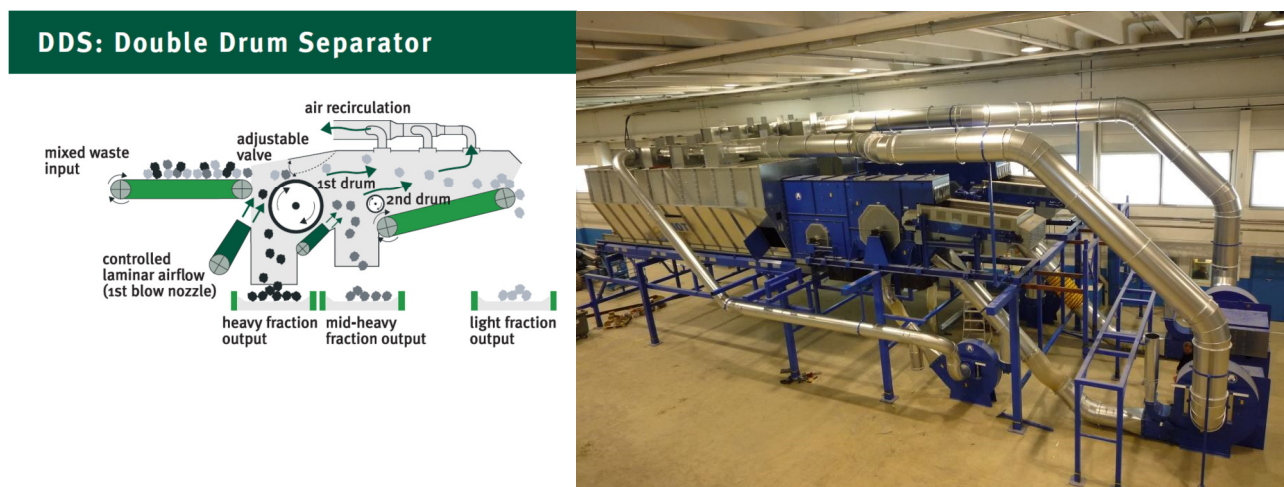 DDS: Double Drum Separator
air recirculation
adjustable
valve
mixed waste
input
1st drum
2nd drum
controlled
laminar airflow
(1st blow nozzle)
heavy fraction
output
mid-heavy
fraction output
light fraction
output